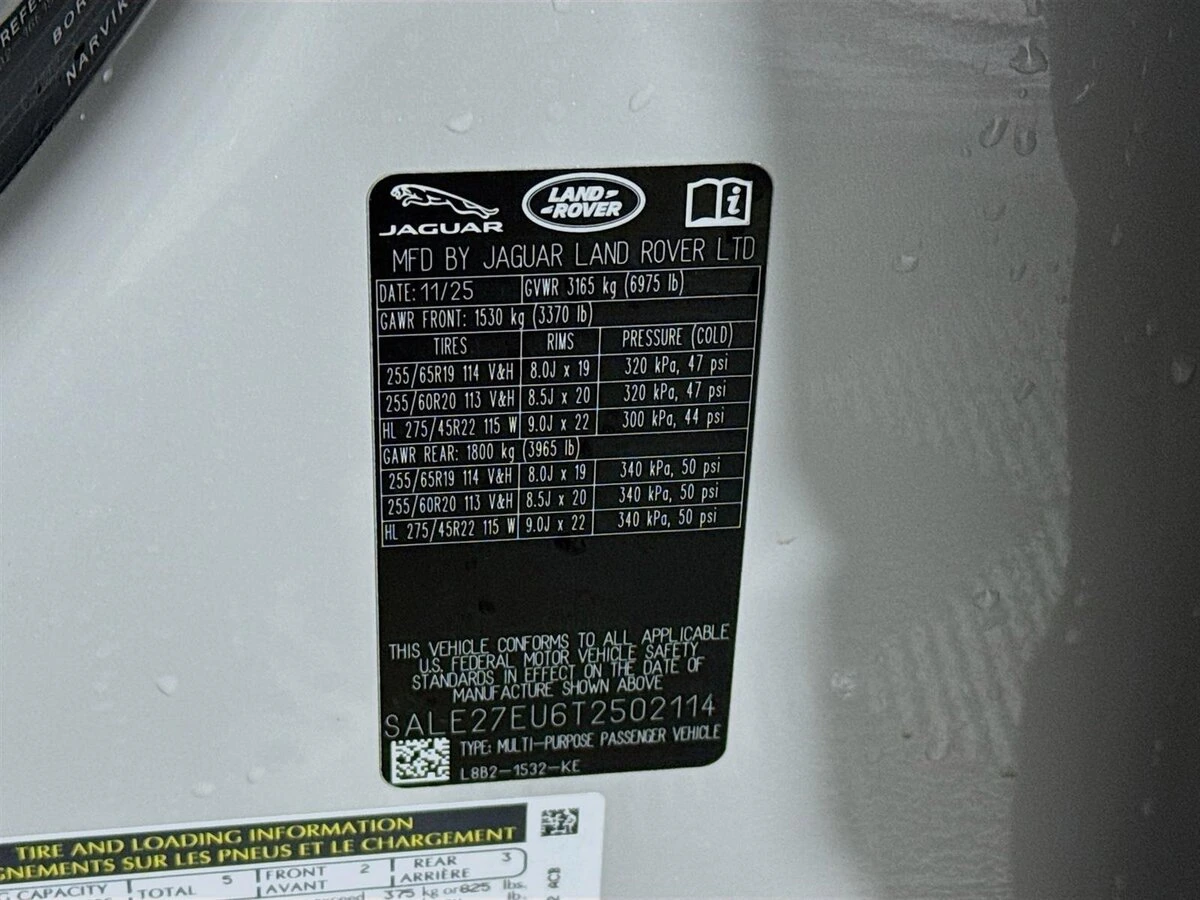 REFE
BOR
NARVIK
JAGUAR
LAND-
-ROVER
MFD BY JAGUAR LAND ROVER LTD
DATE: 11/25 GVWR 3165 kg (6975 lb)
GAWR FRONT: 1530 kg (3370 lb)
TIRES RIMS PRESSURE (COLD)
255/65R19 114 V&H 8.0J x 19 320 kPa, 47 psi
255/60R20 113 V&H 8.5J x 20 320 kPa, 47 psi
HL 275/45R22 115 W 9.0J x 22 300 kPa, 44 psi
GAWR REAR: 1800 kg (3965 lb)
255/65R19 114 V&H 8.0J x 19 340 kPa, 50 psi
255/60R20 113 V&H 8.5J x 20 340 kPa, 50 psi
HL 275/45R22 115 W 9.0J x 22 340 kPa, 50 psi
THIS VEHICLE CONFORMS TO ALL APPLICABLE
U.S. FEDERAL MOTOR VEHICLE SAFETY
STANDARDS IN EFFECT ON THE DATE OF
MANUFACTURE SHOWN ABOVE
SALE27EU6T2502114
TYPE: MULTI-PURPOSE PASSENGER VEHICLE
L8B2-1532-KE
TIRE AND LOADING INFORMATION
GNEMENTS SUR LES PNEUS ET LE CHARGEMENT
G CAPACITY TOTAL 5 FRONT 2 REAR 3
AVANT ARRIÈRE
exceed 375 kg or 825 lbs.
lb.